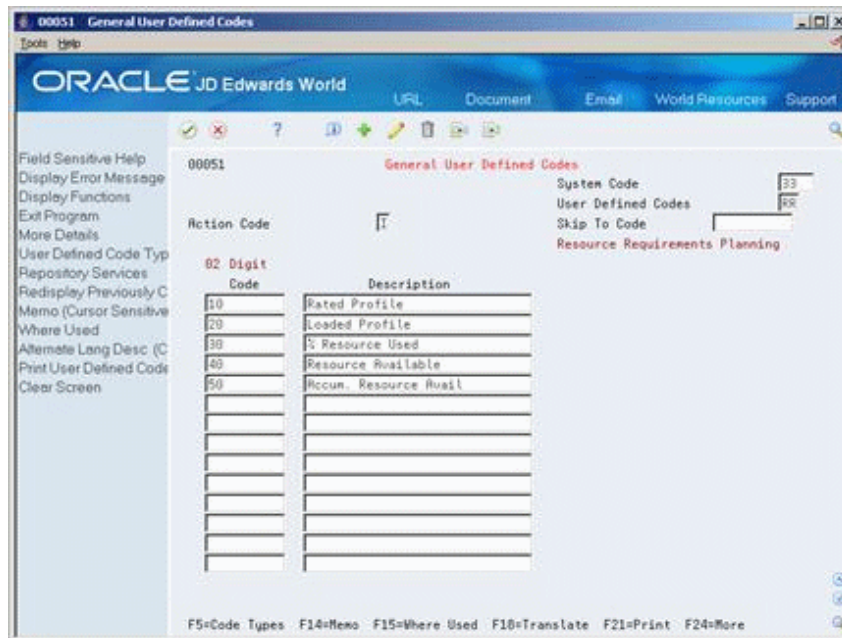 00051 General User Defined Codes
Tools Help
ORACLE JD Edwards World
URL Document Email World Resources Support
?
Field Sensitive Help
Display Error Message
Display Functions
Exit Program
More Details
User Defined Code Typ
Repository Services
Redisplay Previously C
Memo (Cursor Sensitive
Where Used
Alternate Lang Desc (C
Print User Defined Code
Clear Screen
00051 General User Defined Codes
System Code 33
User Defined Codes RR
Action Code I Skip To Code
Resource Requirements Planning
02 Digit
Code Description
10 Rated Profile
20 Loaded Profile
30 % Resource Used
40 Resource Available
50 Accum. Resource Avail
F5=Code Types F14=Memo F15=Where Used F18=Translate F21=Print F24=More